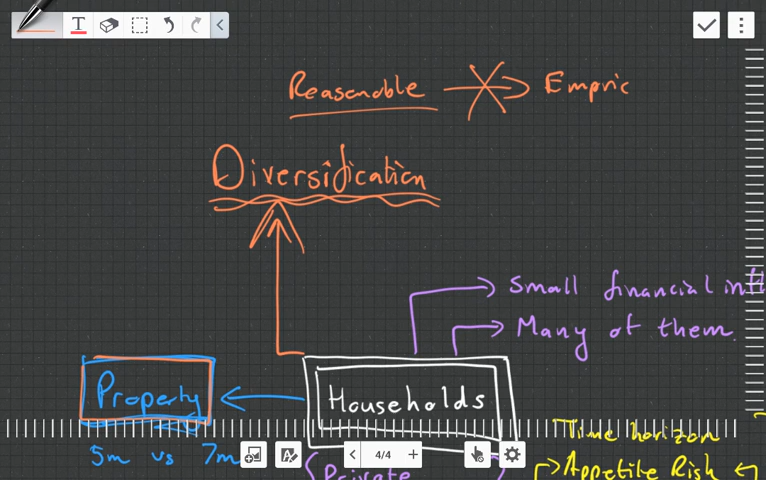 T
Reasonable Empric
Diversification
Small financial
Many of them
Property
Households
Time horizon
5m vs 7m
4/4
Appetite Risk
Private